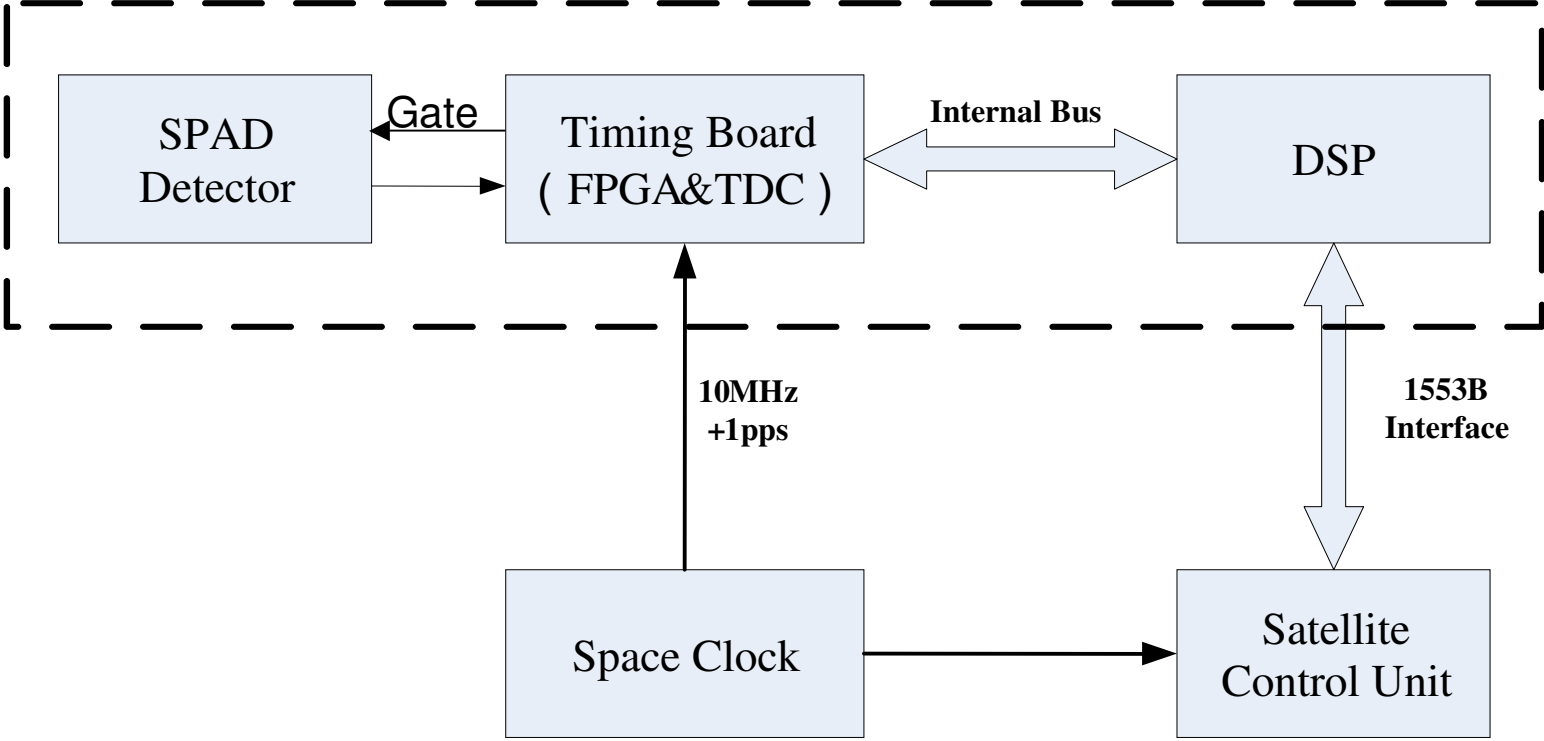 SPAD
Detector
Gate
Timing Board
( FPGA&TDC )
Internal Bus
DSP
10MHz
+1pps
1553B
Interface
Space Clock
Satellite
Control Unit